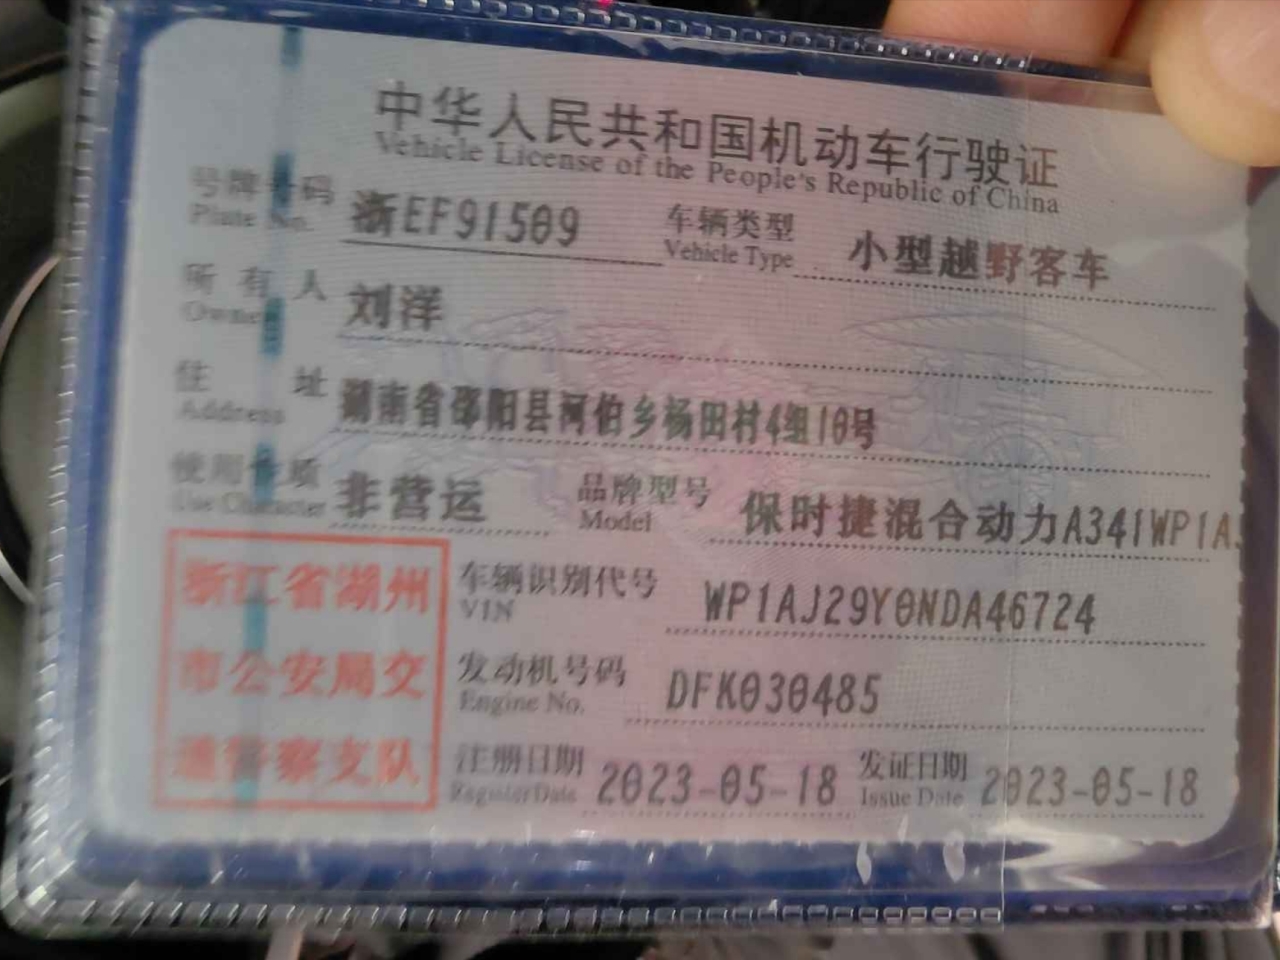 中华人民共和国机动车行驶证
Vehicle License of the People's Republic of China
号牌号码 浙EF91509 车辆类型 小型越野客车
Plate No. Vehicle Type
所有人 刘洋
Owner
住址 湖南省邵阳县河伯乡杨田村4组10号
Address
使用性质 非营运 品牌型号 保时捷混合动力A341WP1A
Use Character Model
浙江省湖州 车辆识别代号 WP1AJ29Y0NDA46724
VIN
市公安局交 发动机号码 DFK030485
Engine No.
通警察支队 注册日期 2023-05-18 发证日期 2023-05-18
Register Date Issue Date